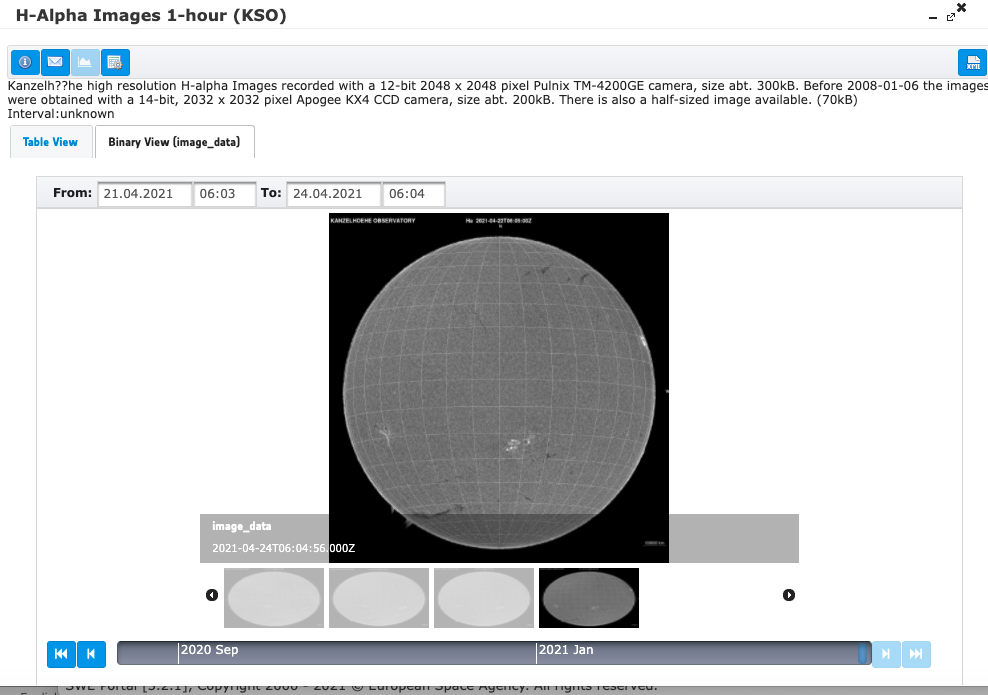 H-Alpha Images 1-hour (KSO)
Kanzelh??he high resolution H-alpha Images recorded with a 12-bit 2048 x 2048 pixel Pulnix TM-4200GE camera, size abt. 300kB. Before 2008-01-06 the images
were obtained with a 14-bit, 2032 x 2032 pixel Apogee KX4 CCD camera, size abt. 200kB. There is also a half-sized image available. (70kB)
Interval:unknown
Table View Binary View (image_data)
From: 21.04.2021 06:03 To: 24.04.2021 06:04
KANZELHOEHE OBSERVATORY Ha 2021-04-22T06:05:00Z
N
image_data
2021-04-24T06:04:56.000Z
2020 Sep 2021 Jan
SWE Portal [3.2.1], Copyright 2000 - 2021 © European Space Agency. All rights reserved.